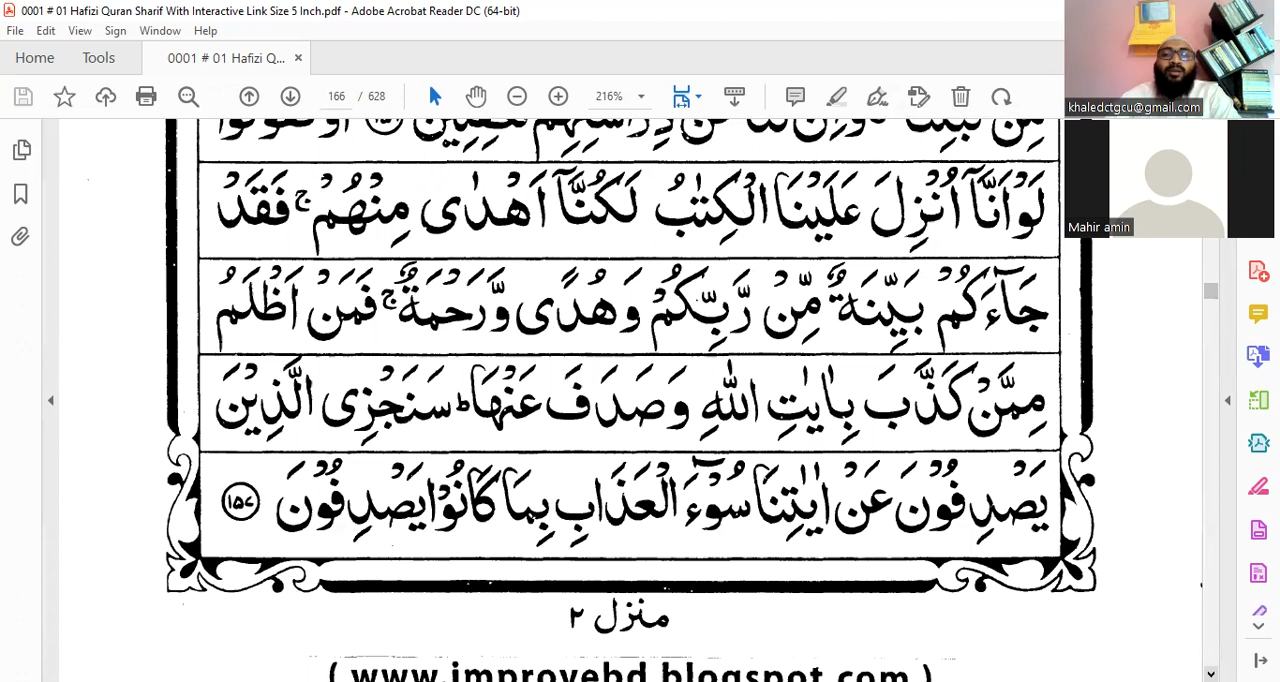 0001 # 01 Hafizi Quran Sharif With Interactive Link Size 5 Inch.pdf - Adobe Acrobat Reader DC (64-bit)
File Edit View Sign Window Help
Home Tools 0001 # 01 Hafizi Q... ×
166 / 628 216%
khaledctgcu@gmail.com
Mahir amin
لَوْ اَنَّاۤ اُنْزِلَ عَلَیْنَا الْكِتٰبُ لَكُنَّاۤ اَهْدٰی مِنْهُمْ ۚ فَقَدْ
جَآءَكُمْ بَیِّنَةٌ مِّنْ رَّبِّكُمْ وَ هُدًی وَّ رَحْمَةٌ ۚ فَمَنْ اَظْلَمُ
مِمَّنْ كَذَّبَ بِاٰیٰتِ اللّٰهِ وَ صَدَفَ عَنْهَا ؕ سَنَجْزِی الَّذِیْنَ
یَصْدِفُوْنَ عَنْ اٰیٰتِنَا سُوْٓءَ الْعَذَابِ بِمَا كَانُوْا یَصْدِفُوْنَ ۱۵۷
منزل ۲
( www.improvebd.blogspot.com )